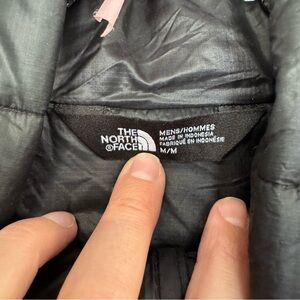 THE
NORTH
FACE
MENS/HOMMES
MADE IN INDONESIA
FABRIQUÉ EN INDONÉSIE
M/M